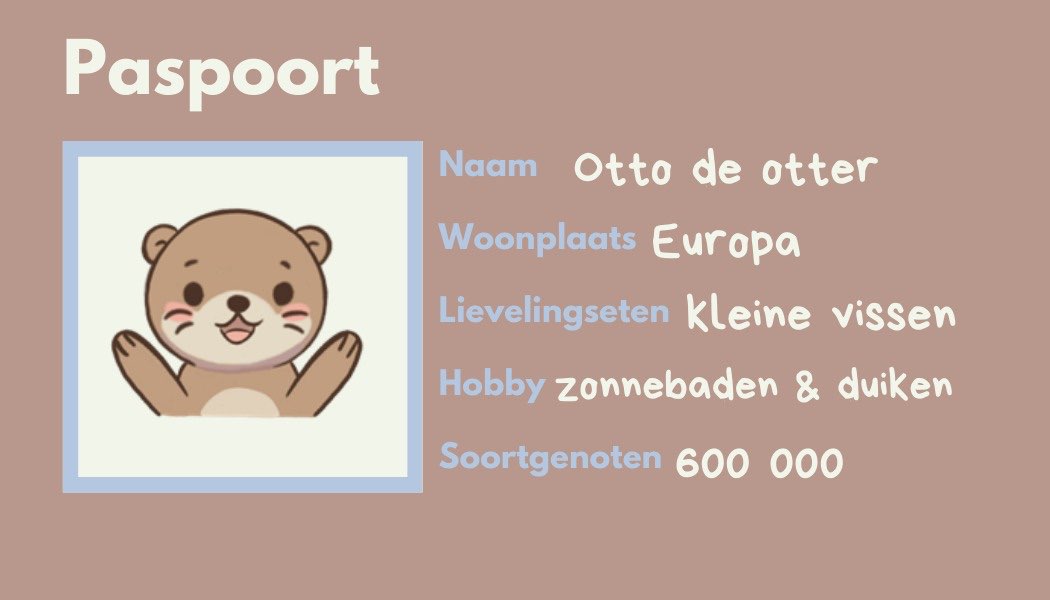 Paspoort
Naam Otto de otter
Woonplaats Europa
Lievelingseten kleine vissen
Hobby zonnebaden & duiken
Soortgenoten 600 000